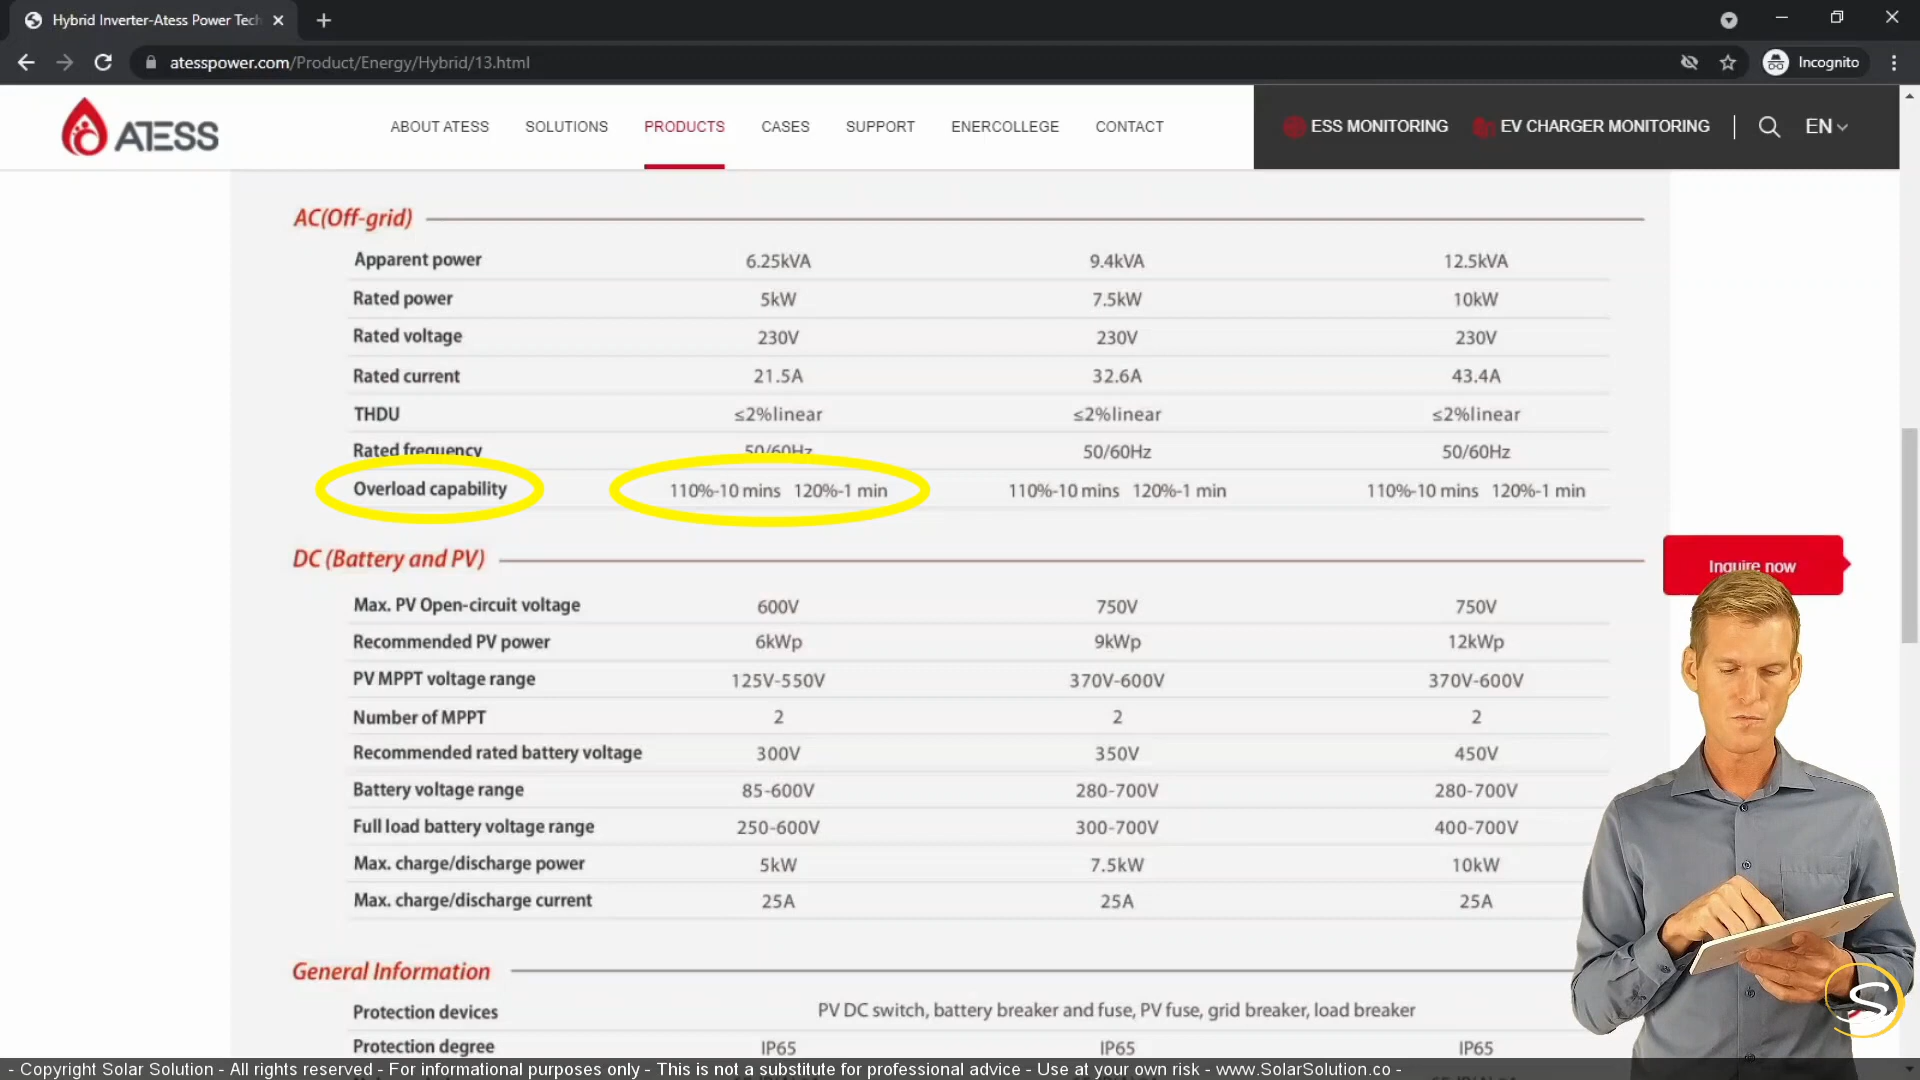 Hybrid Inverter-Atess Power Tech
atesspower.com/Product/Energy/Hybrid/13.html
Incognito
ATESS
ABOUT ATESS SOLUTIONS PRODUCTS CASES SUPPORT ENERCOLLEGE CONTACT
ESS MONITORING EV CHARGER MONITORING EN
AC(Off-grid)
Apparent power 6.25kVA 9.4kVA 12.5kVA
Rated power 5kW 7.5kW 10kW
Rated voltage 230V 230V 230V
Rated current 21.5A 32.6A 43.4A
THDU ≤2%linear ≤2%linear ≤2%linear
Rated frequency 50/60Hz 50/60Hz 50/60Hz
Overload capability 110%-10 mins 120%-1 min 110%-10 mins 120%-1 min 110%-10 mins 120%-1 min
DC (Battery and PV)
Inquire now
Max. PV Open-circuit voltage 600V 750V 750V
Recommended PV power 6kWp 9kWp 12kWp
PV MPPT voltage range 125V-550V 370V-600V 370V-600V
Number of MPPT 2 2 2
Recommended rated battery voltage 300V 350V 450V
Battery voltage range 85-600V 280-700V 280-700V
Full load battery voltage range 250-600V 300-700V 400-700V
Max. charge/discharge power 5kW 7.5kW 10kW
Max. charge/discharge current 25A 25A 25A
General Information
Protection devices PV DC switch, battery breaker and fuse, PV fuse, grid breaker, load breaker
Protection degree IP65 IP65 IP65
- Copyright Solar Solution - All rights reserved - For informational purposes only - This is not a substitute for professional advice - Use at your own risk - www.SolarSolution.co -